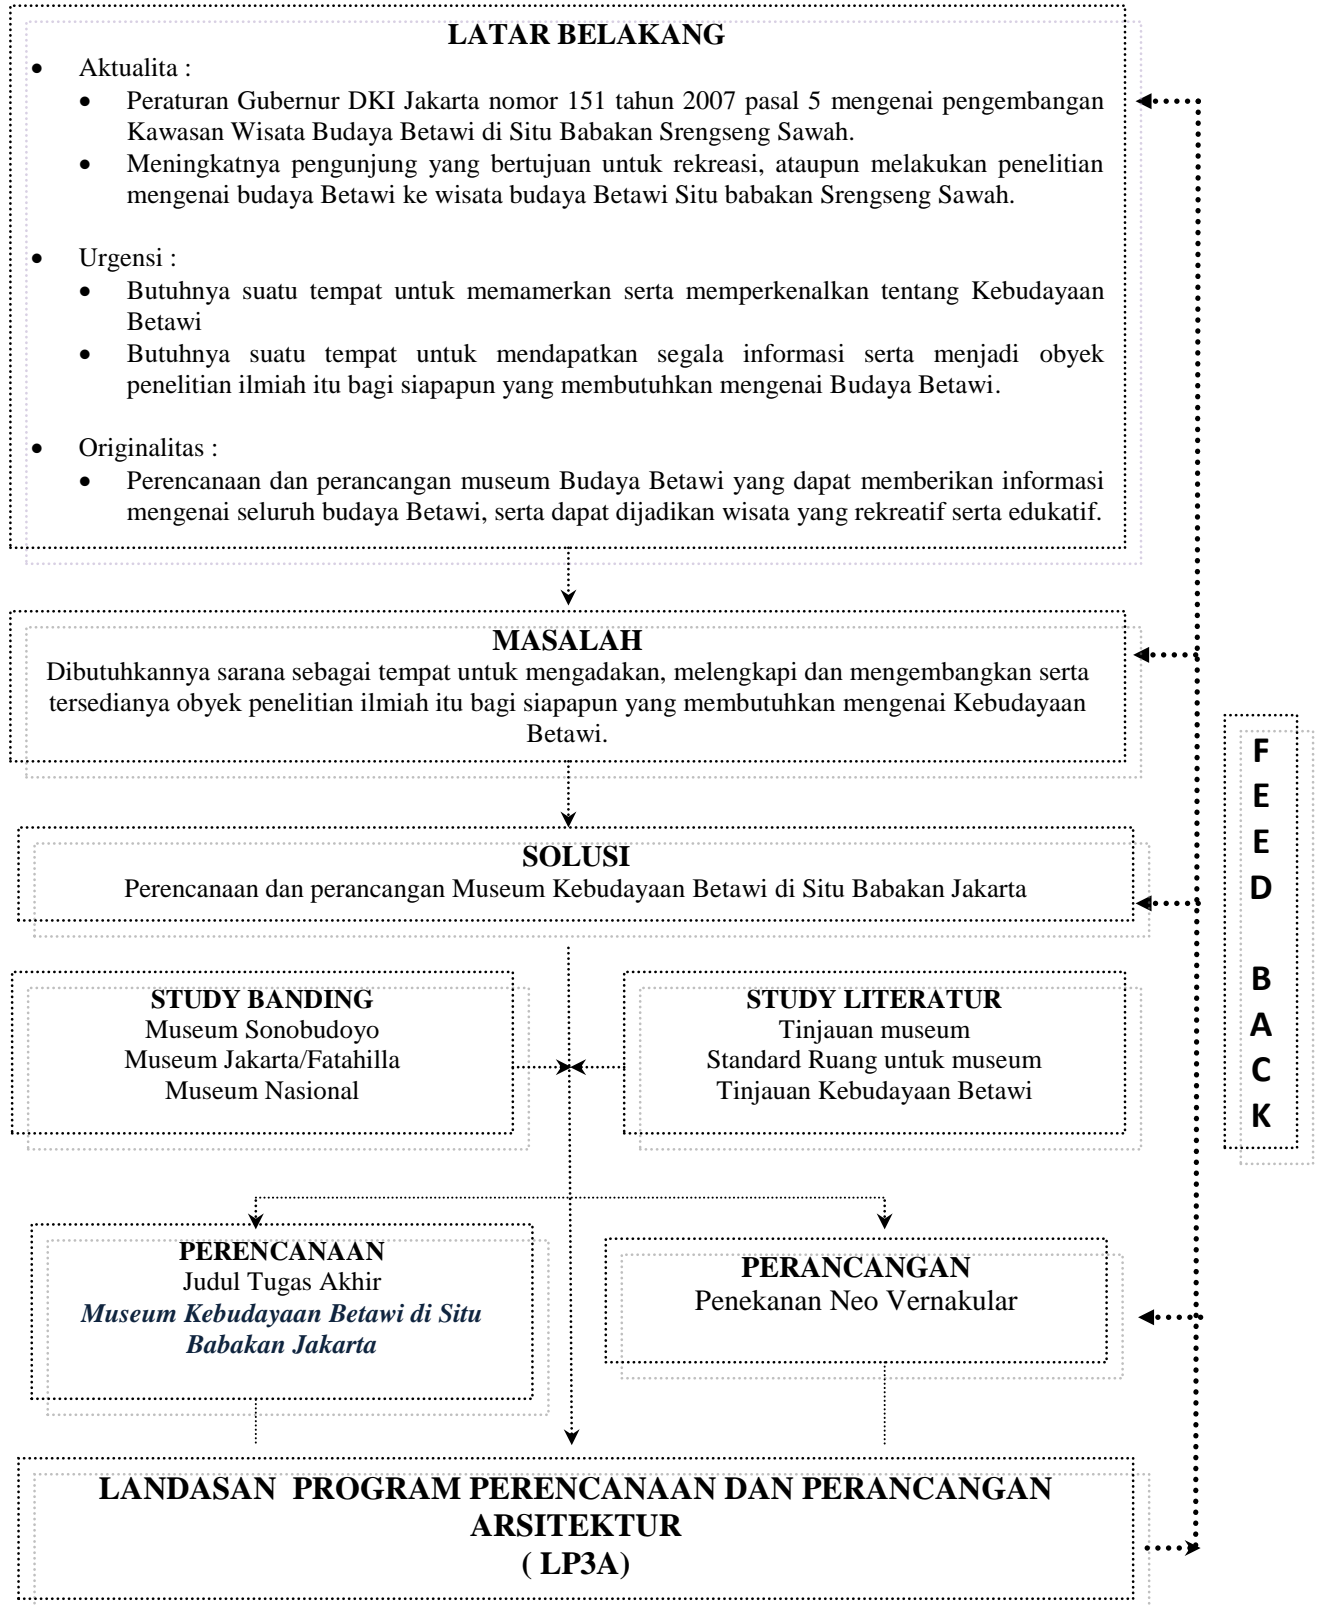 LATAR BELAKANG
• Aktualita :
• Peraturan Gubernur DKI Jakarta nomor 151 tahun 2007 pasal 5 mengenai pengembangan
Kawasan Wisata Budaya Betawi di Situ Babakan Srengseng Sawah.
• Meningkatnya pengunjung yang bertujuan untuk rekreasi, ataupun melakukan penelitian
mengenai budaya Betawi ke wisata budaya Betawi Situ babakan Srengseng Sawah.
• Urgensi :
• Butuhnya suatu tempat untuk memamerkan serta memperkenalkan tentang Kebudayaan
Betawi
• Butuhnya suatu tempat untuk mendapatkan segala informasi serta menjadi obyek
penelitian ilmiah itu bagi siapapun yang membutuhkan mengenai Budaya Betawi.
• Originalitas :
• Perencanaan dan perancangan museum Budaya Betawi yang dapat memberikan informasi
mengenai seluruh budaya Betawi, serta dapat dijadikan wisata yang rekreatif serta edukatif.
MASALAH
Dibutuhkannya sarana sebagai tempat untuk mengadakan, melengkapi dan mengembangkan serta
tersedianya obyek penelitian ilmiah itu bagi siapapun yang membutuhkan mengenai Kebudayaan
Betawi.
SOLUSI
Perencanaan dan perancangan Museum Kebudayaan Betawi di Situ Babakan Jakarta
STUDY BANDING
Museum Sonobudoyo
Museum Jakarta/Fatahilla
Museum Nasional
STUDY LITERATUR
Tinjauan museum
Standard Ruang untuk museum
Tinjauan Kebudayaan Betawi
PERENCANAAN
Judul Tugas Akhir
Museum Kebudayaan Betawi di Situ
Babakan Jakarta
PERANCANGAN
Penekanan Neo Vernakular
LANDASAN PROGRAM PERENCANAAN DAN PERANCANGAN
ARSITEKTUR
( LP3A)
F
E
E
D
B
A
C
K